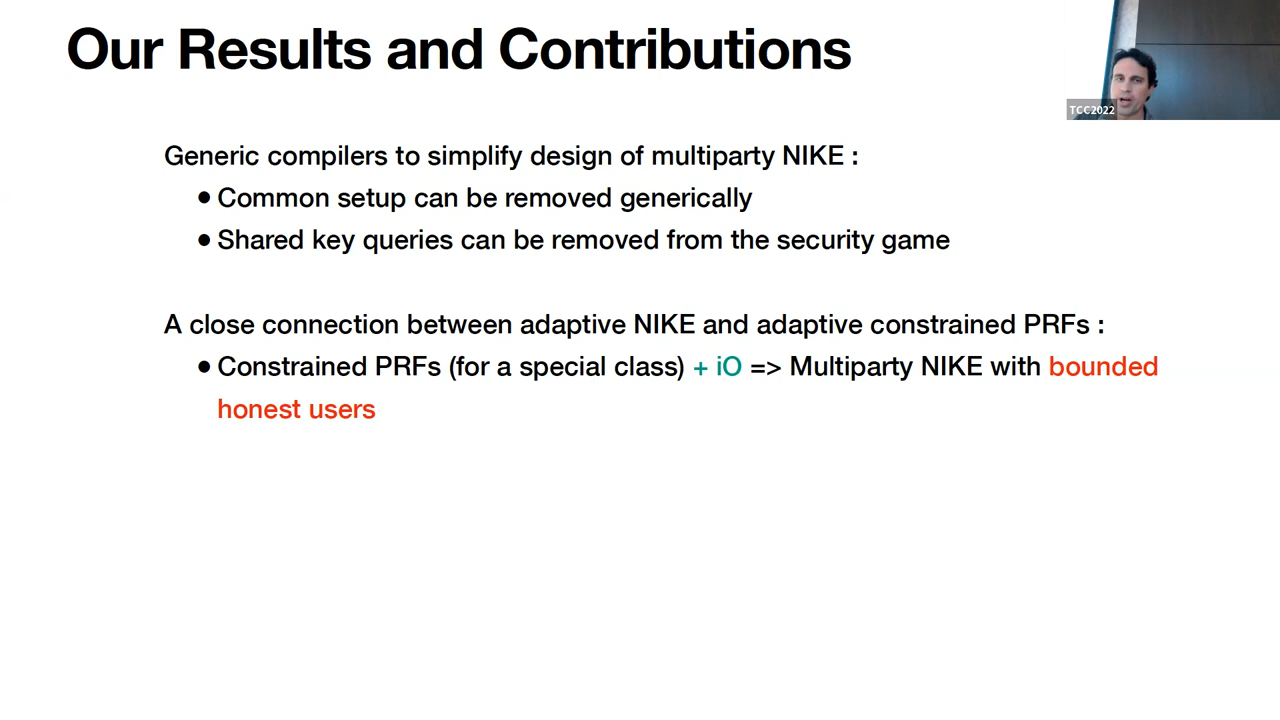 Our Results and Contributions
TCC2022
Generic compilers to simplify design of multiparty NIKE :
• Common setup can be removed generically
• Shared key queries can be removed from the security game
A close connection between adaptive NIKE and adaptive constrained PRFs :
• Constrained PRFs (for a special class) + iO => Multiparty NIKE with bounded
honest users